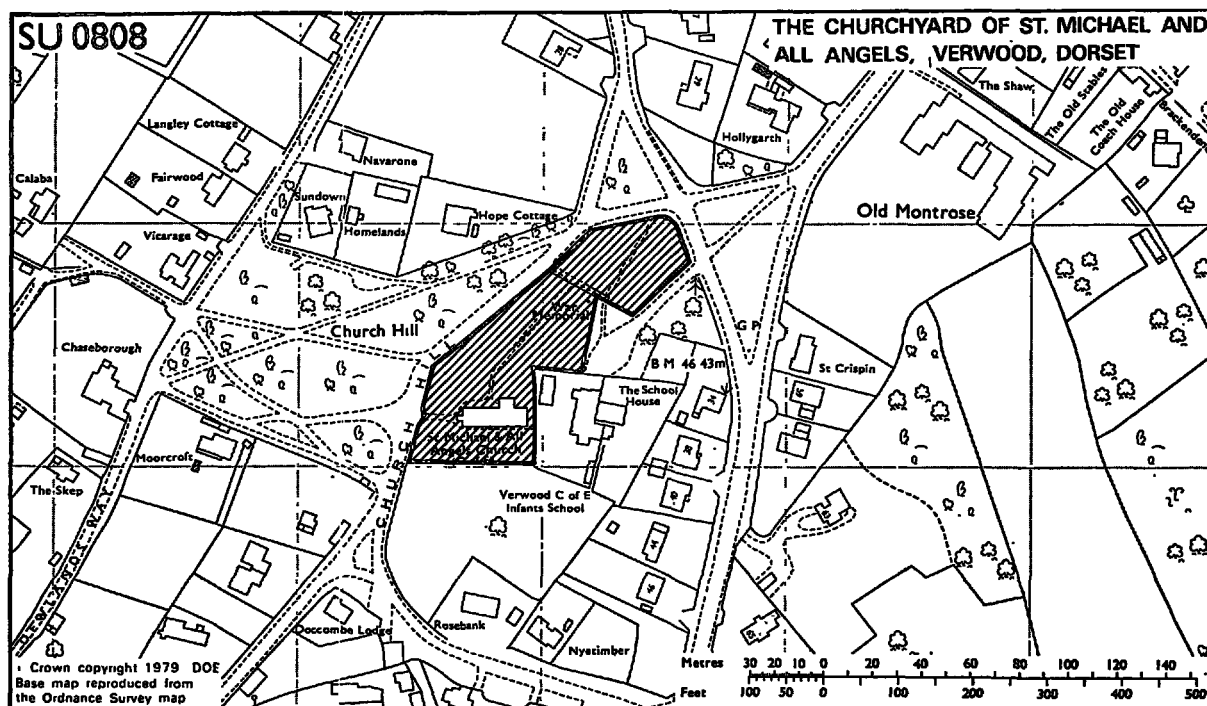 SU 0808
THE CHURCHYARD OF ST. MICHAEL AND
ALL ANGELS, VERWOOD, DORSET
The Shaw
The Old Stables
The Old
Coach House
Langley Cottage
Hollygarth
Navarone
Calaba
Fairwood
Sundown
Hope Cottage
Old Montrose
Homelands
Vicarage
War
Memorial
Church Hill
G P
Chaseborough
B M 46 43m
St Crispin
The School
House
St Michael & All
Angels Church
Moorcroft
The Skep
Verwood C of E
Infants School
CHURCH HILL
DEWLANDS WAY
Doccombe Lodge
Rosebank
Nyetimber
Crown copyright 1979 DOE
Base map reproduced from
the Ordnance Survey map
Metres 30 20 10 0 20 40 60 80 100 120 140
Feet 100 50 0 100 200 300 400 500